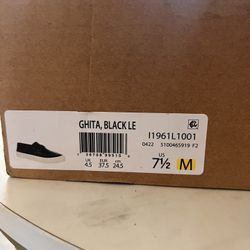 GHITA, BLACK LE
I1961L1001
0422 5100465919 F2
UK EUR CM
4.5 37.5 24.5
US
7½ M